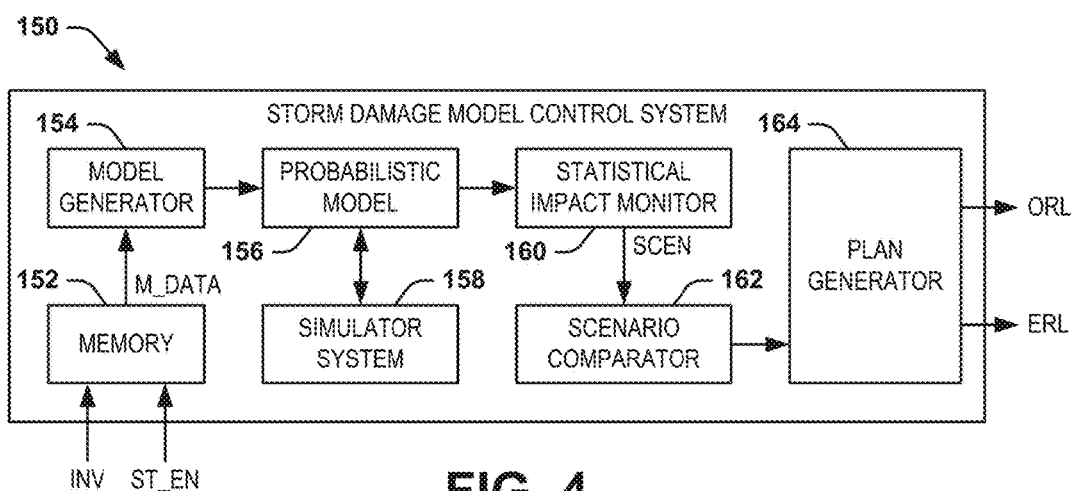 150
STORM DAMAGE MODEL CONTROL SYSTEM
154
164
MODEL
GENERATOR
PROBABILISTIC
MODEL
STATISTICAL
IMPACT MONITOR
156
160
SCEN
ORL
PLAN
GENERATOR
152
M_DATA
158
162
MEMORY
SIMULATOR
SYSTEM
SCENARIO
COMPARATOR
ERL
INV ST_EN
FIG. 4